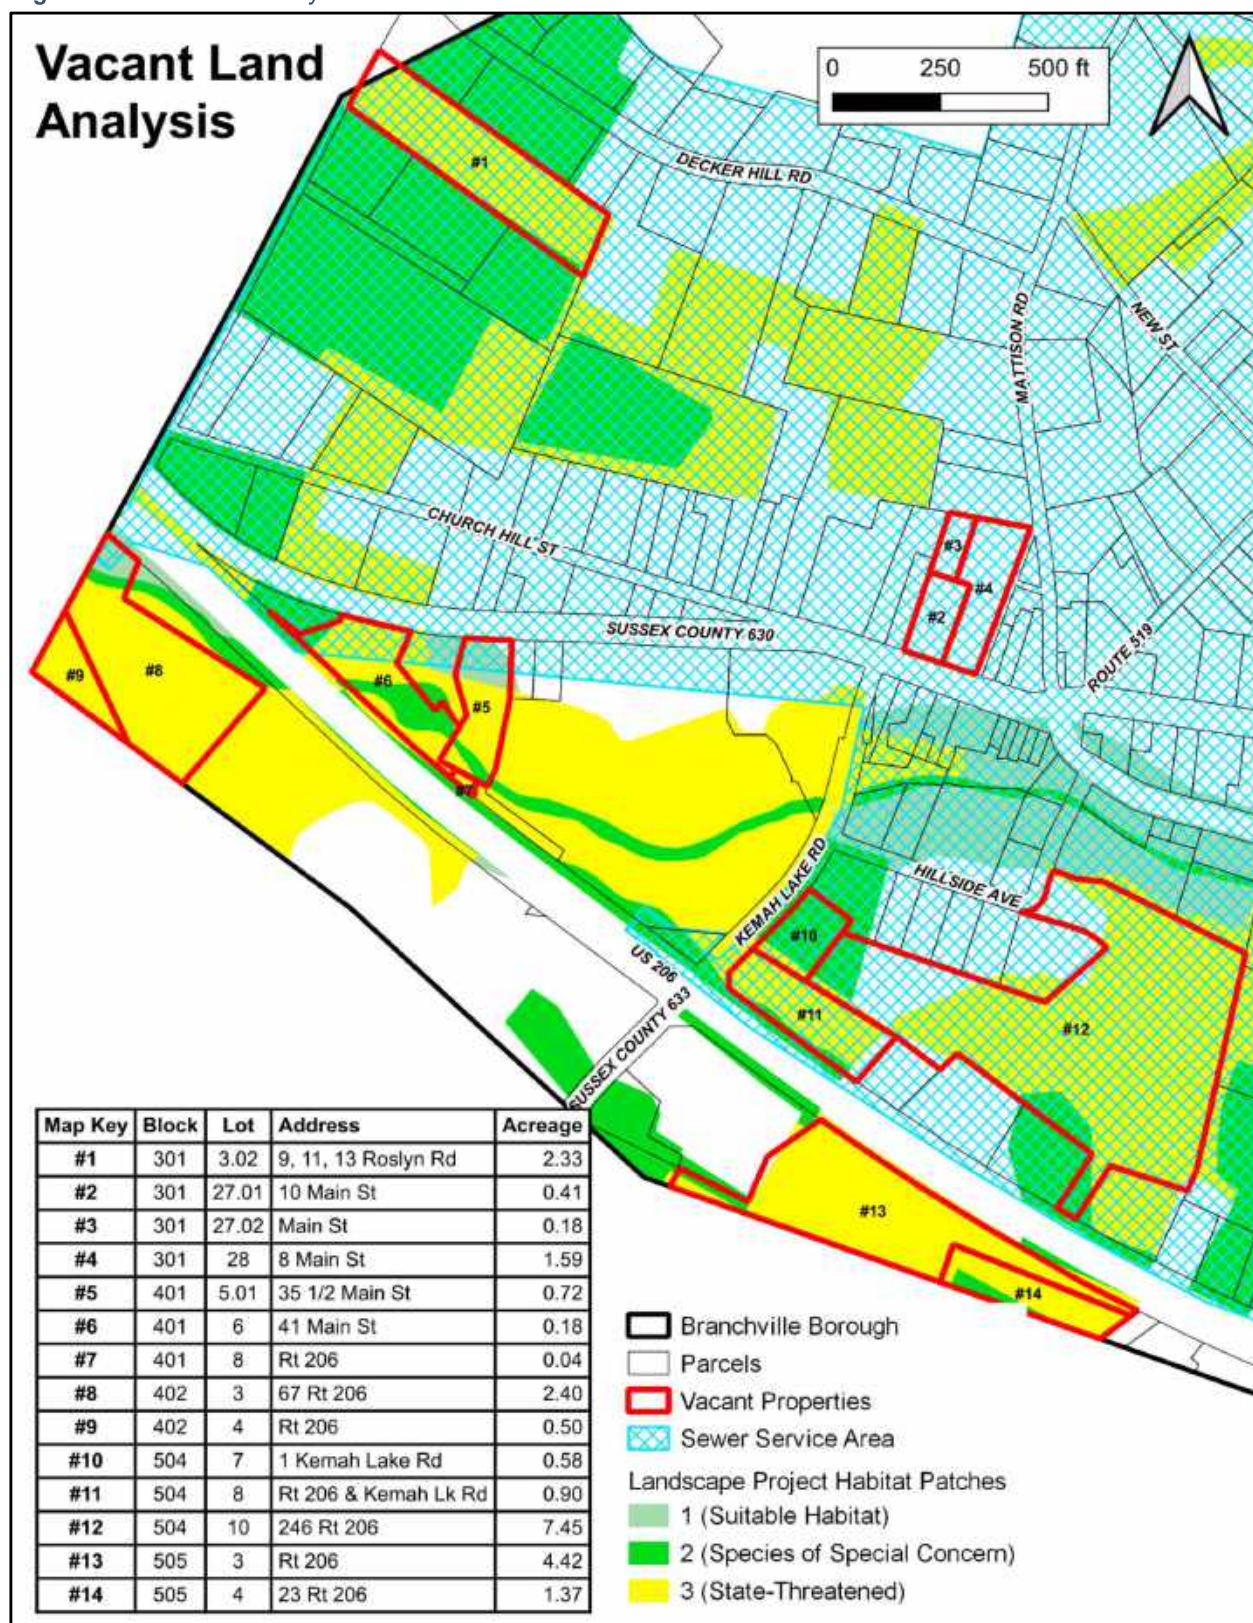 Vacant Land
Analysis
0 250 500 ft
#1
DECKER HILL RD
MATTISON RD
NEW ST
CHURCH HILL ST
#3
#4
#2
SUSSEX COUNTY 630
ROUTE 519
#9
#8
#6
#5
#7
KEMAH LAKE RD
HILLSIDE AVE
#10
US 206
#11
#12
SUSSEX COUNTY 633
#13
#14
Map Key Block Lot Address Acreage
#1 301 3.02 9, 11, 13 Roslyn Rd 2.33
#2 301 27.01 10 Main St 0.41
#3 301 27.02 Main St 0.18
#4 301 28 8 Main St 1.59
#5 401 5.01 35 1/2 Main St 0.72
#6 401 6 41 Main St 0.18
#7 401 8 Rt 206 0.04
#8 402 3 67 Rt 206 2.40
#9 402 4 Rt 206 0.50
#10 504 7 1 Kemah Lake Rd 0.58
#11 504 8 Rt 206 & Kemah Lk Rd 0.90
#12 504 10 246 Rt 206 7.45
#13 505 3 Rt 206 4.42
#14 505 4 23 Rt 206 1.37
Branchville Borough
Parcels
Vacant Properties
Sewer Service Area
Landscape Project Habitat Patches
1 (Suitable Habitat)
2 (Species of Special Concern)
3 (State-Threatened)